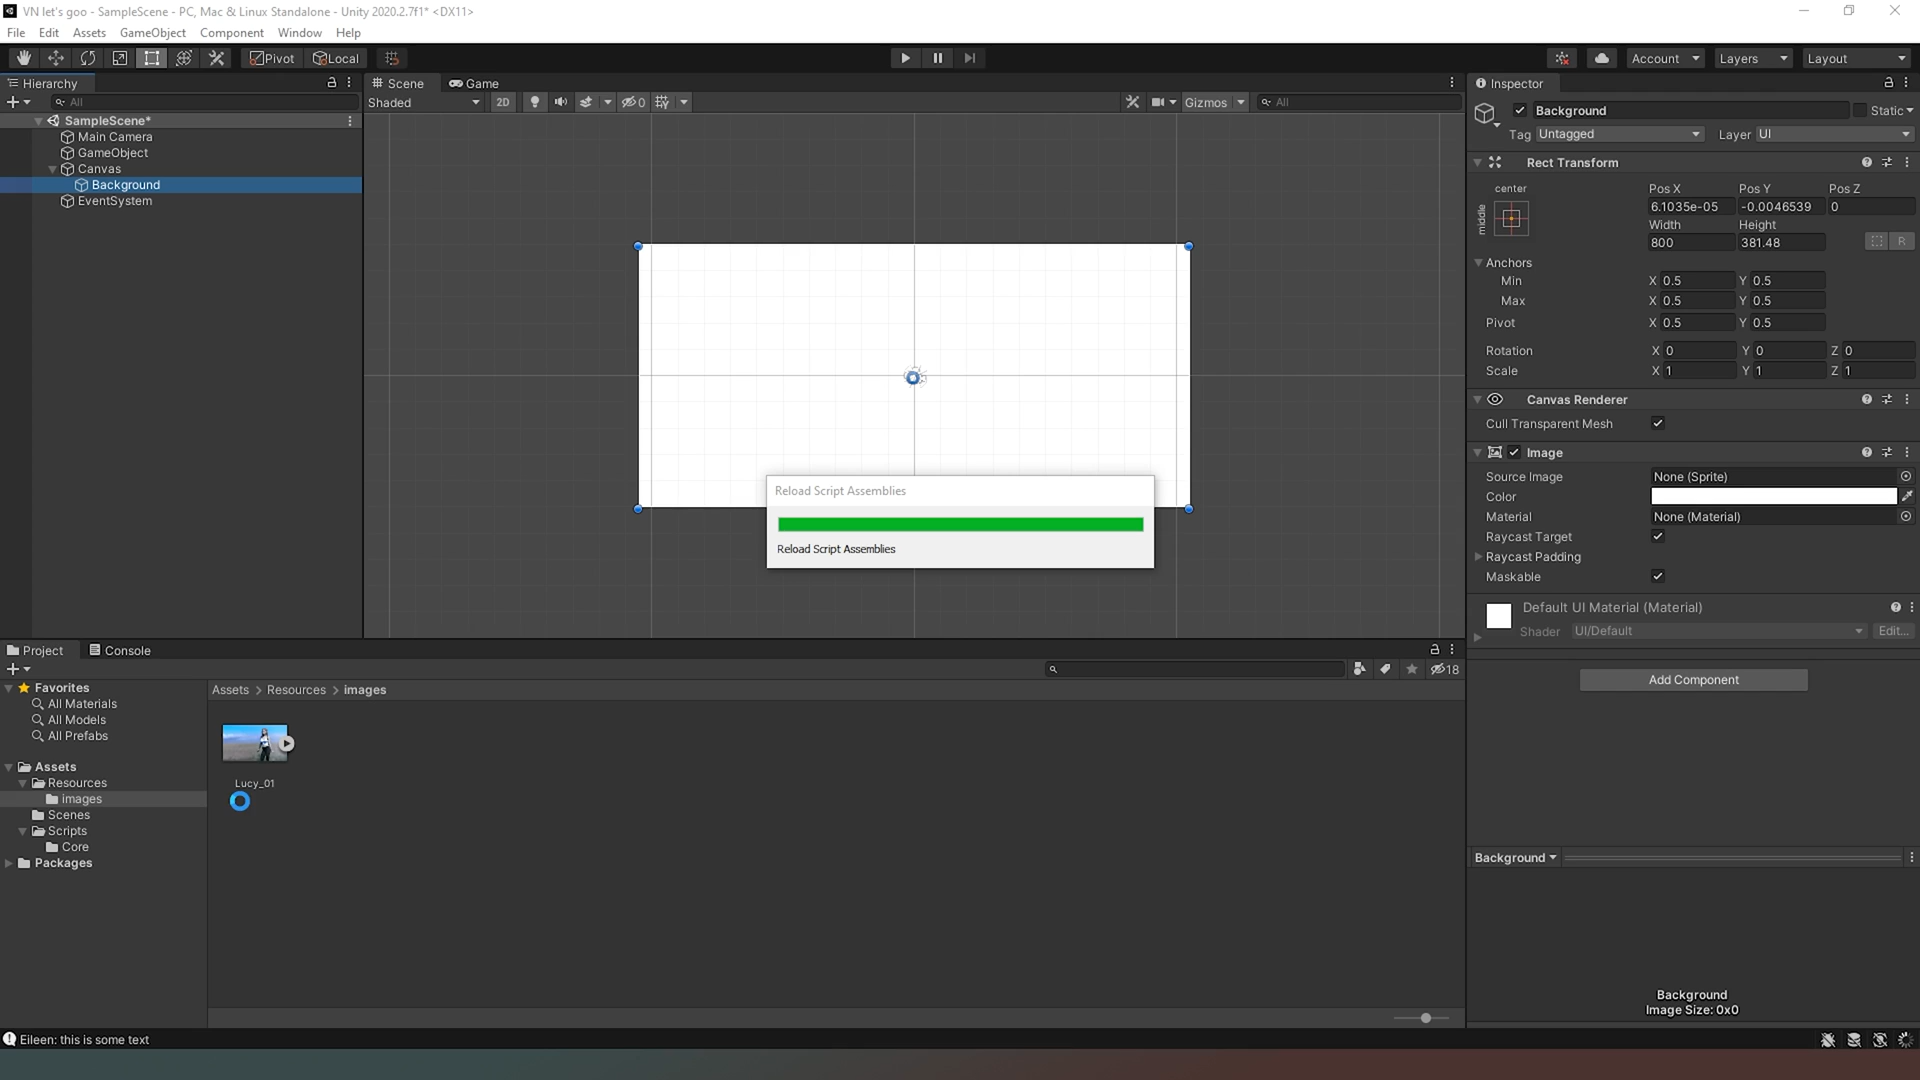 VN let's goo - SampleScene - PC, Mac & Linux Standalone - Unity 2020.2.7f1* <DX11>
File Edit Assets GameObject Component Window Help
Pivot Local Account Layers Layout
Hierarchy
All
SampleScene*
Main Camera
GameObject
Canvas
Background
EventSystem
Scene Game
Shaded 2D 0 Gizmos All
Reload Script Assemblies
Reload Script Assemblies
Inspector
Background Static
Tag Untagged Layer UI
Rect Transform
center
middle
Pos X Pos Y Pos Z
6.1035e-05 -0.0046539 0
Width Height
800 381.48 R
Anchors
Min X 0.5 Y 0.5
Max X 0.5 Y 0.5
Pivot X 0.5 Y 0.5
Rotation X 0 Y 0 Z 0
Scale X 1 Y 1 Z 1
Canvas Renderer
Cull Transparent Mesh
Image
Source Image None (Sprite)
Color
Material None (Material)
Raycast Target
Raycast Padding
Maskable
Default UI Material (Material)
Shader UI/Default Edit...
Add Component
Background
Background
Image Size: 0x0
Project Console
18
Favorites
All Materials
All Models
All Prefabs
Assets
Resources
images
Scenes
Scripts
Core
Packages
Assets > Resources > images
Lucy_01
Eileen: this is some text